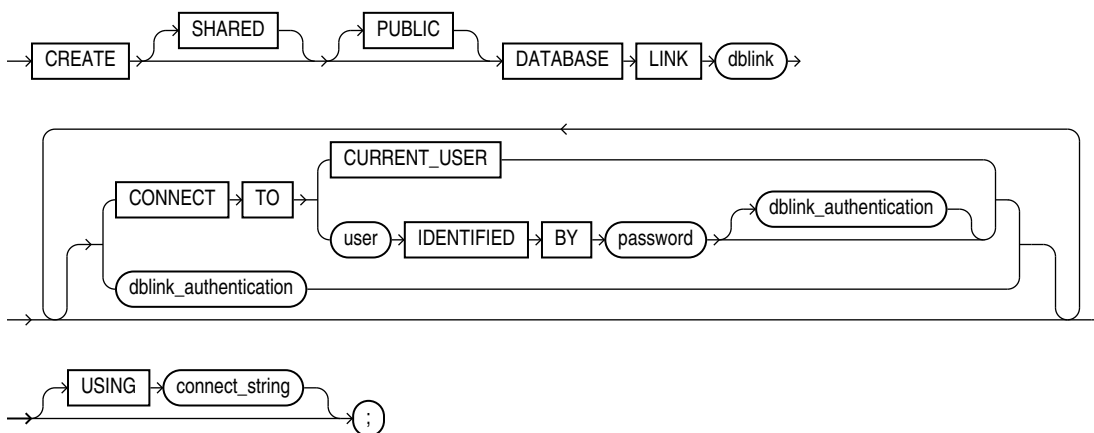 SHARED PUBLIC
CREATE DATABASE LINK dblink
CURRENT_USER
CONNECT TO dblink_authentication
user IDENTIFIED BY password
dblink_authentication
USING connect_string
;